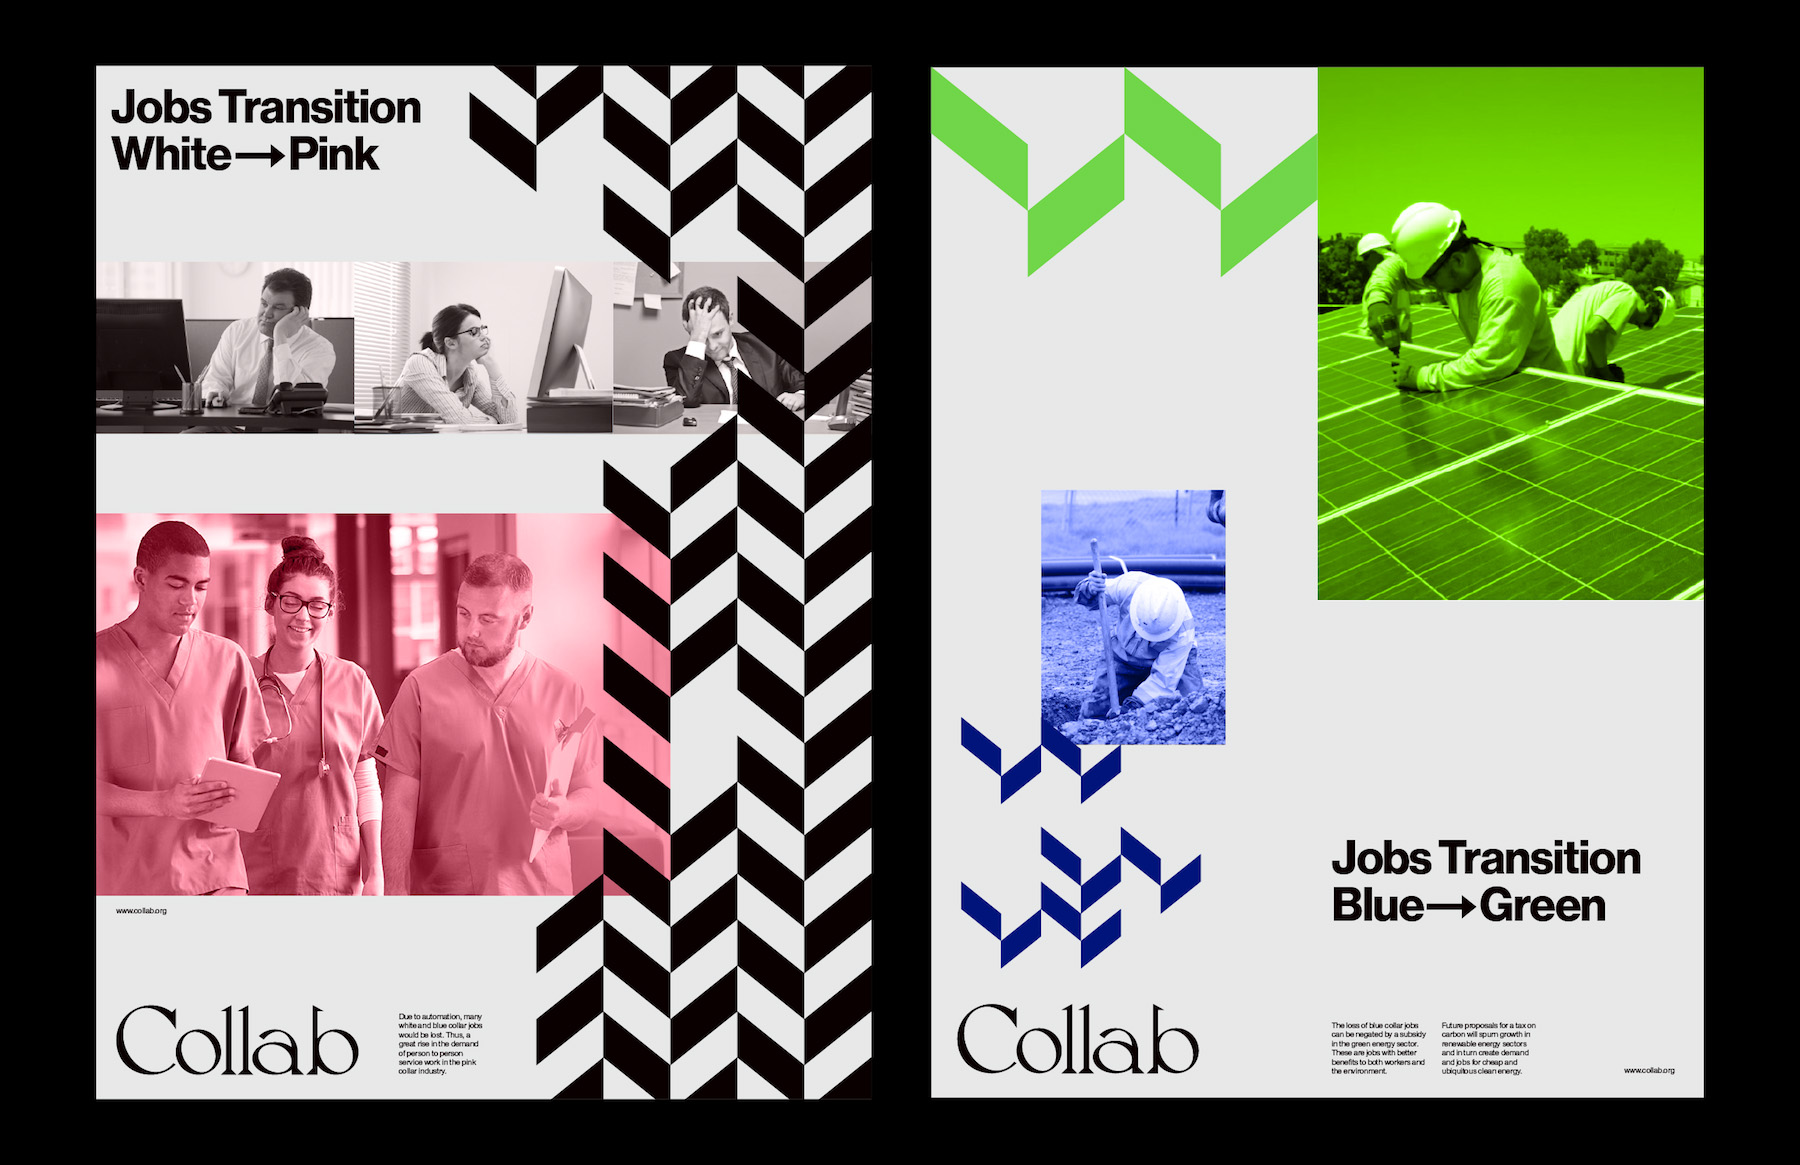 Jobs Transition
White→Pink
www.collab.org
Collab
Due to automation, many
white and blue collar jobs
would be lost. Thus, a
great rise in the demand
of person to person
service work in the pink
collar industry.
Jobs Transition
Blue→Green
Collab
The loss of blue collar jobs
can be negated by a subsidy
in the green energy sector.
These are jobs with better
benefits to both workers and
the environment.
Future proposals for a tax on
carbon will spurn growth in
renewable energy sectors
and in turn create demand
and jobs for cheap and
ubiquitous clean energy.
www.collab.org